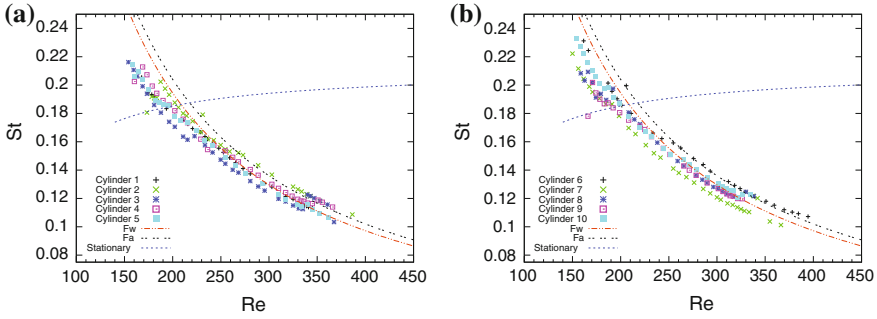 (a)
St
0.24
0.22
0.2
0.18
0.16
0.14
0.12
0.1
0.08
Cylinder 1
Cylinder 2
Cylinder 3
Cylinder 4
Cylinder 5
Fw
Fa
Stationary
100 150 200 250 300 350 400 450
Re
(b)
St
0.24
0.22
0.2
0.18
0.16
0.14
0.12
0.1
0.08
Cylinder 6
Cylinder 7
Cylinder 8
Cylinder 9
Cylinder 10
Fw
Fa
Stationary
100 150 200 250 300 350 400 450
Re